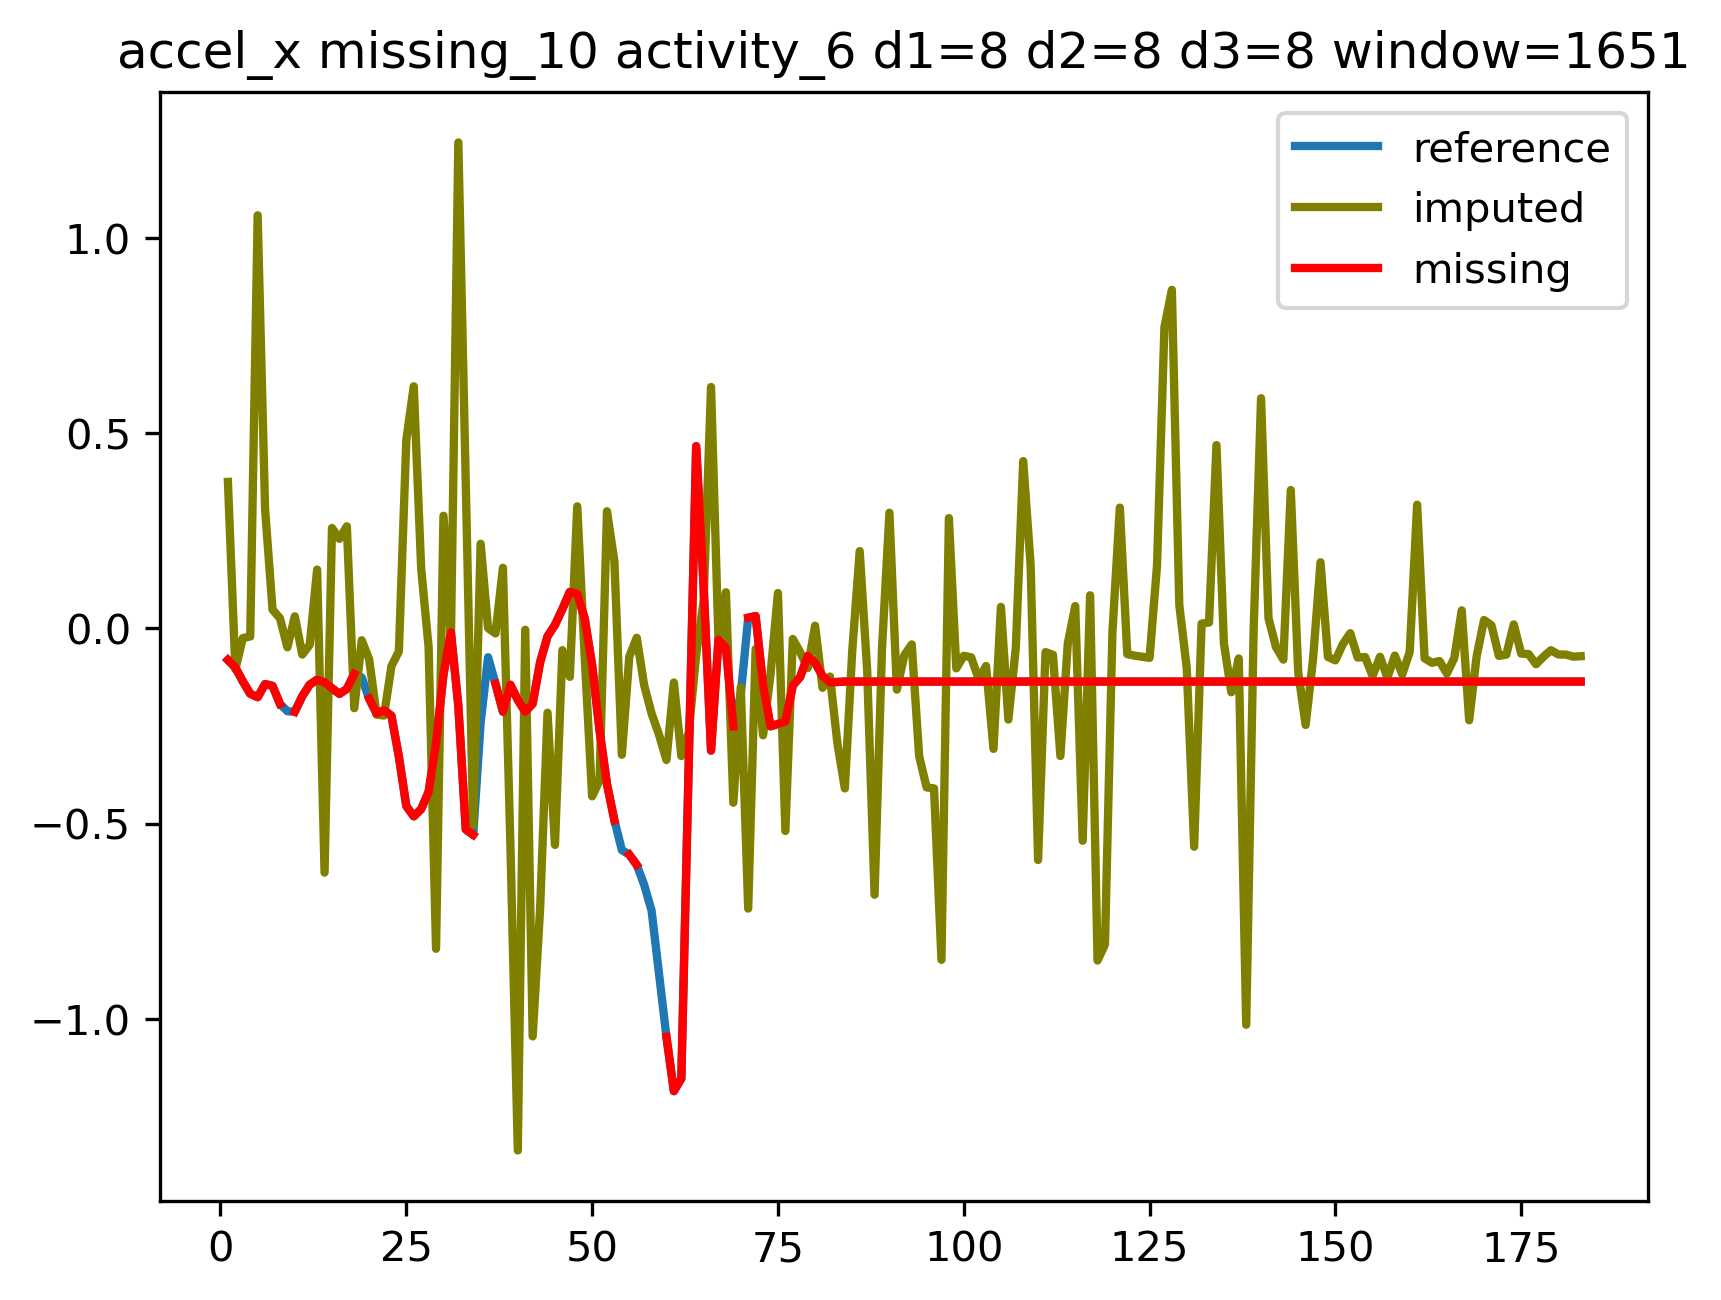 accel_x missing_10 activity_6 d1=8 d2=8 d3=8 window=1651
reference
imputed
missing
1.0
0.5
0.0
−0.5
−1.0
0 25 50 75 100 125 150 175